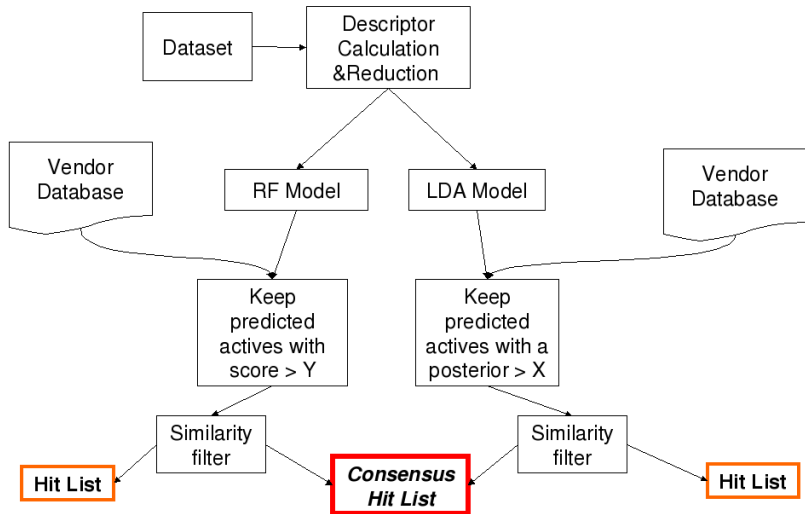 Dataset
Descriptor
Calculation
&Reduction
Vendor
Database
RF Model
LDA Model
Vendor
Database
Keep
predicted
actives with
score > Y
Keep
predicted
actives with a
posterior > X
Similarity
filter
Similarity
filter
Hit List
Consensus
Hit List
Hit List